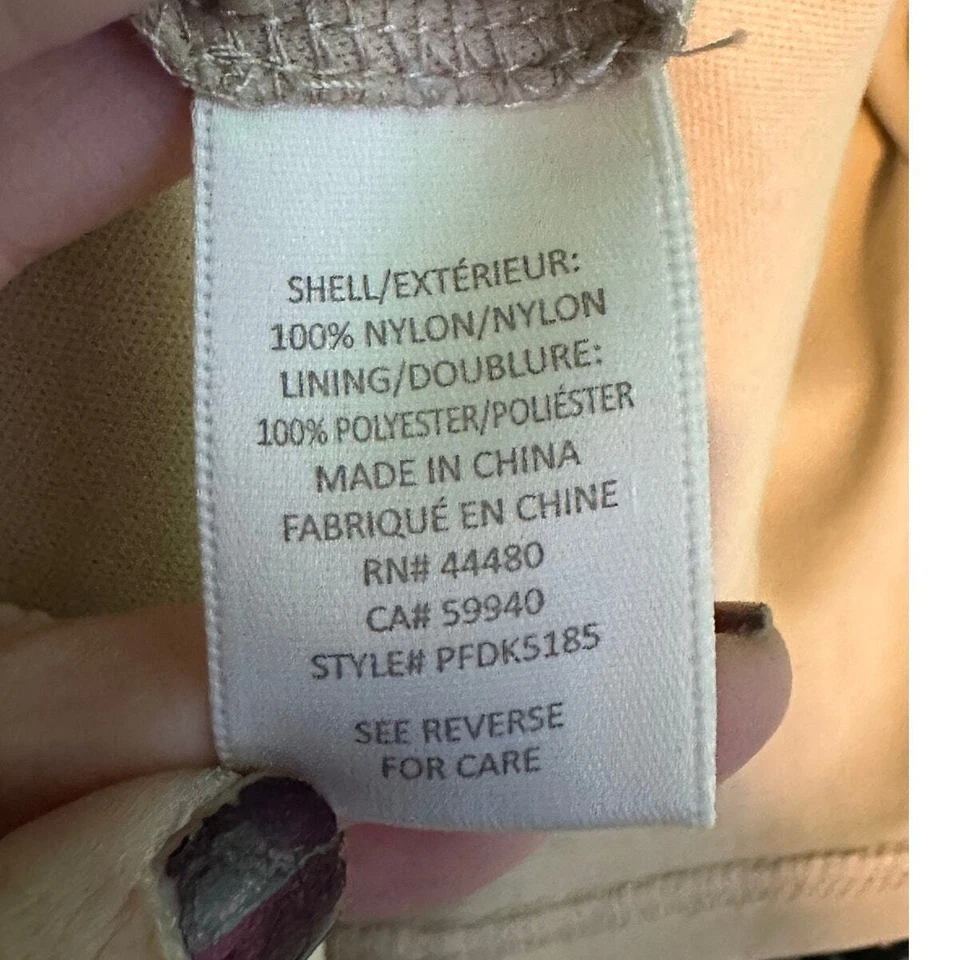 SHELL/EXTÉRIEUR:
100% NYLON/NYLON
LINING/DOUBLURE:
100% POLYESTER/POLIÉSTER
MADE IN CHINA
FABRIQUÉ EN CHINE
RN# 44480
CA# 59940
STYLE# PFDK5185
SEE REVERSE
FOR CARE